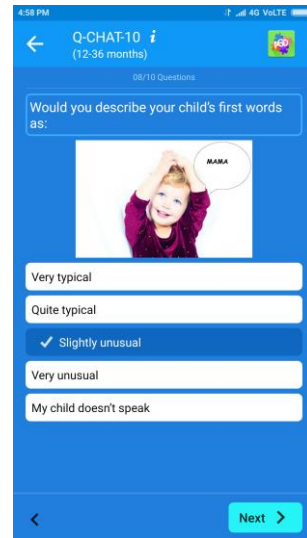 4:58 PM
4G VoLTE
Q-CHAT-10 i
(12-36 months)
08/10 Questions
Would you describe your child's first words
as:
MAMA
Very typical
Quite typical
Slightly unusual
Very unusual
My child doesn't speak
Next